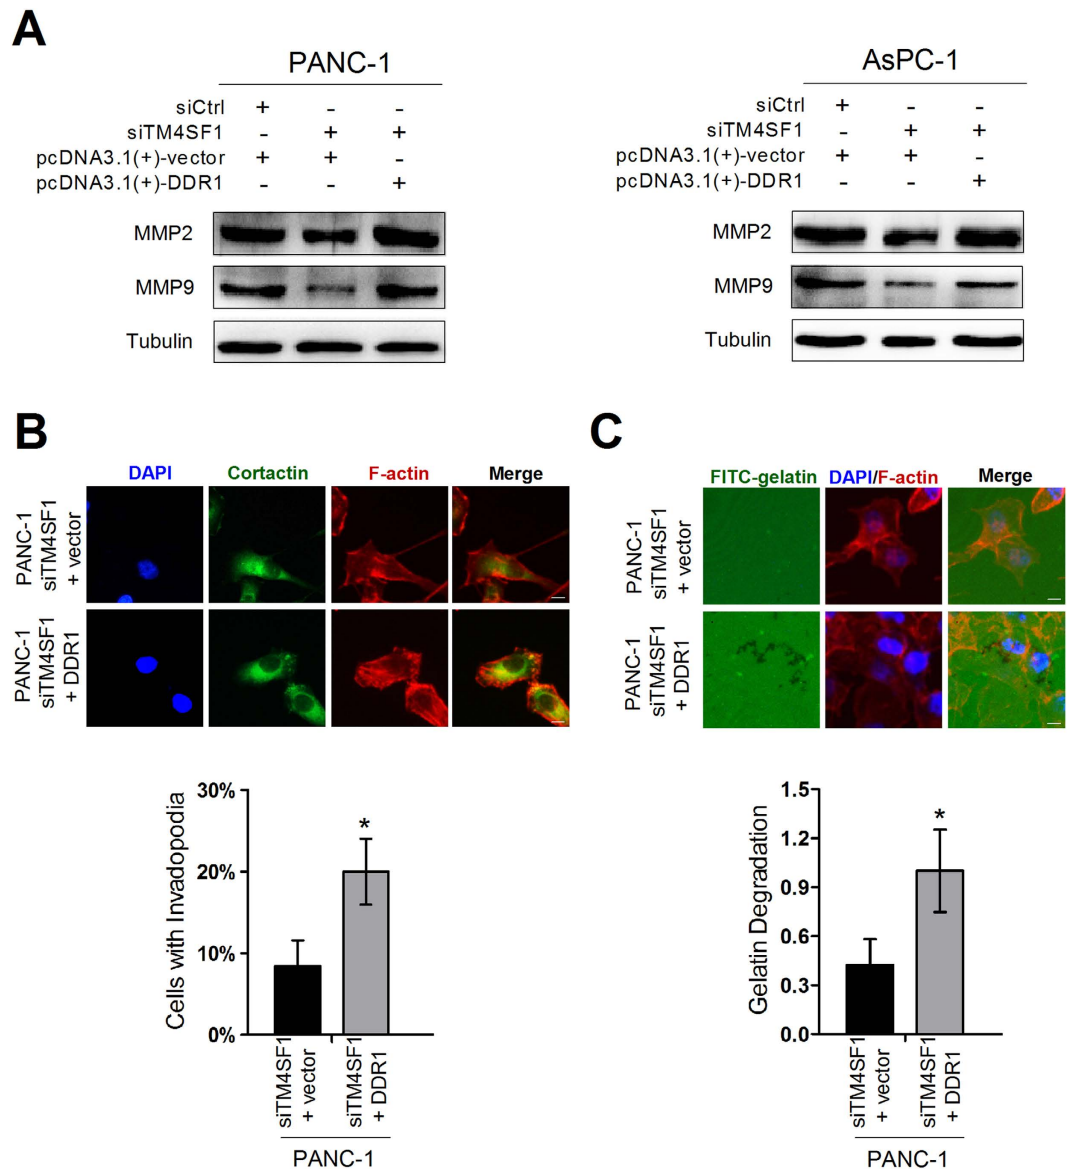 A
PANC-1
siCtrl + - -
siTM4SF1 - + +
pcDNA3.1(+)-vector + + -
pcDNA3.1(+)-DDR1 - - +
MMP2
MMP9
Tubulin
AsPC-1
siCtrl + - -
siTM4SF1 - + +
pcDNA3.1(+)-vector + + -
pcDNA3.1(+)-DDR1 - - +
MMP2
MMP9
Tubulin
B
DAPI Cortactin F-actin Merge
PANC-1
siTM4SF1
+ vector
PANC-1
siTM4SF1
+ DDR1
30%
20%
10%
0%
Cells with Invadopodia
*
siTM4SF1
+ vector
siTM4SF1
+ DDR1
PANC-1
C
FITC-gelatin DAPI/F-actin Merge
PANC-1
siTM4SF1
+ vector
PANC-1
siTM4SF1
+ DDR1
1.5
1.2
0.9
0.6
0.3
0.0
Gelatin Degradation
*
siTM4SF1
+ vector
siTM4SF1
+ DDR1
PANC-1